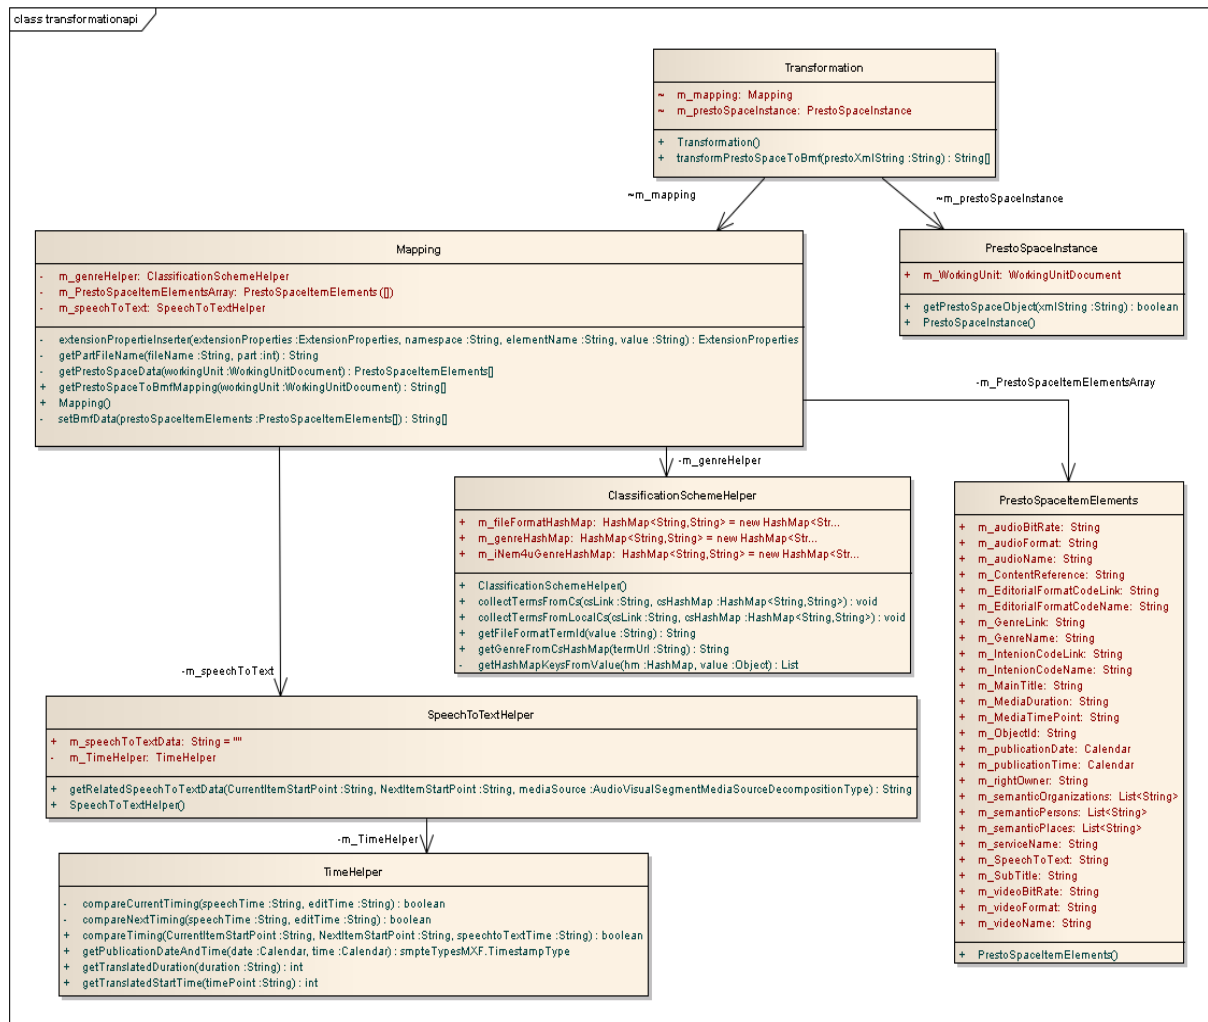 class transformationapi
Transformation
~ m_mapping: Mapping
~ m_prestoSpaceInstance: PrestoSpaceInstance
+ Transformation()
+ transformPrestoSpaceToBmf(prestoXmlString :String) : String[]
~m_mapping
~m_prestoSpaceInstance
Mapping
- m_genreHelper: ClassificationSchemeHelper
- m_PrestoSpaceItemElementsArray: PrestoSpaceItemElements ([])
- m_speechToText: SpeechToTextHelper
- extensionPropertieInserter(extensionProperties :ExtensionProperties, namespace :String, elementName :String, value :String) : ExtensionProperties
- getPartFileName(fileName :String, part :int) : String
- getPrestoSpaceData(workingUnit :WorkingUnitDocument) : PrestoSpaceItemElements[]
+ getPrestoSpaceToBmfMapping(workingUnit :WorkingUnitDocument) : String[]
+ Mapping()
- setBmfData(prestoSpaceItemElements :PrestoSpaceItemElements[]) : String[]
PrestoSpaceInstance
+ m_WorkingUnit: WorkingUnitDocument
+ getPrestoSpaceObject(xmlString :String) : boolean
+ PrestoSpaceInstance()
-m_PrestoSpaceItemElementsArray
-m_genreHelper
ClassificationSchemeHelper
+ m_fileFormatHashMap: HashMap<String,String> = new HashMap<Str...
+ m_genreHashMap: HashMap<String,String> = new HashMap<Str...
+ m_iNem4uGenreHashMap: HashMap<String,String> = new HashMap<Str...
+ ClassificationSchemeHelper()
+ collectTermsFromCs(csLink :String, csHashMap :HashMap<String,String>) : void
+ collectTermsFromLocalCs(csLink :String, csHashMap :HashMap<String,String>) : void
+ getFileFormatTermId(value :String) : String
+ getGenreFromCsHashMap(termUrl :String) : String
- getHashMapKeysFromValue(hm :HashMap, value :Object) : List
-m_speechToText
SpeechToTextHelper
+ m_speechToTextData: String = ""
- m_TimeHelper: TimeHelper
+ getRelatedSpeechToTextData(CurrentItemStartPoint :String, NextItemStartPoint :String, mediaSource :AudioVisualSegmentMediaSourceDecompositionType) : String
+ SpeechToTextHelper()
-m_TimeHelper
TimeHelper
- compareCurrentTiming(speechTime :String, editTime :String) : boolean
- compareNextTiming(speechTime :String, editTime :String) : boolean
+ compareTiming(CurrentItemStartPoint :String, NextItemStartPoint :String, speechtoTextTime :String) : boolean
+ getPublicationDateAndTime(date :Calendar, time :Calendar) : smpteTypesMXF.TimestampType
+ getTranslatedDuration(duration :String) : int
+ getTranslatedStartTime(timePoint :String) : int
PrestoSpaceItemElements
+ m_audioBitRate: String
+ m_audioFormat: String
+ m_audioName: String
+ m_ContentReference: String
+ m_EditorialFormatCodeLink: String
+ m_EditorialFormatCodeName: String
+ m_GenreLink: String
+ m_GenreName: String
+ m_IntenionCodeLink: String
+ m_IntenionCodeName: String
+ m_MainTitle: String
+ m_MediaDuration: String
+ m_MediaTimePoint: String
+ m_ObjectId: String
+ m_publicationDate: Calendar
+ m_publicationTime: Calendar
+ m_rightOwner: String
+ m_semanticOrganizations: List<String>
+ m_semanticPersons: List<String>
+ m_semanticPlaces: List<String>
+ m_serviceName: String
+ m_SpeechToText: String
+ m_SubTitle: String
+ m_videoBitRate: String
+ m_videoFormat: String
+ m_videoName: String
+ PrestoSpaceItemElements()